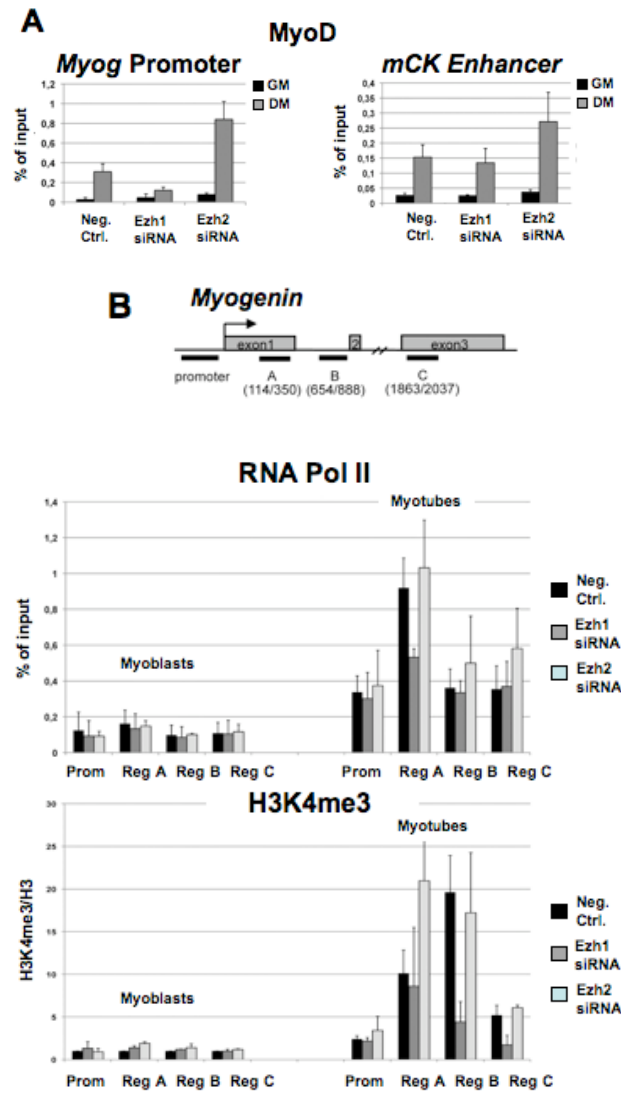 A
MyoD
Myog Promoter
mCK Enhancer
GM
DM
% of input
1,2
1
0,8
0,6
0,4
0,2
0
Neg.
Ctrl.
Ezh1
siRNA
Ezh2
siRNA
GM
DM
% of input
0,4
0,35
0,3
0,25
0,2
0,15
0,1
0,05
0
Neg.
Ctrl.
Ezh1
siRNA
Ezh2
siRNA
B
Myogenin
exon1
2
exon3
promoter
A
B
C
(114/350)
(654/888)
(1863/2037)
RNA Pol II
Myotubes
Myoblasts
% of input
1,4
1,2
1
0,8
0,6
0,4
0,2
0
Prom Reg A Reg B Reg C
Prom Reg A Reg B Reg C
Neg.
Ctrl.
Ezh1
siRNA
Ezh2
siRNA
H3K4me3
Myotubes
Myoblasts
H3K4me3/H3
30
25
20
15
10
5
0
Prom Reg A Reg B Reg C
Prom Reg A Reg B Reg C
Neg.
Ctrl.
Ezh1
siRNA
Ezh2
siRNA